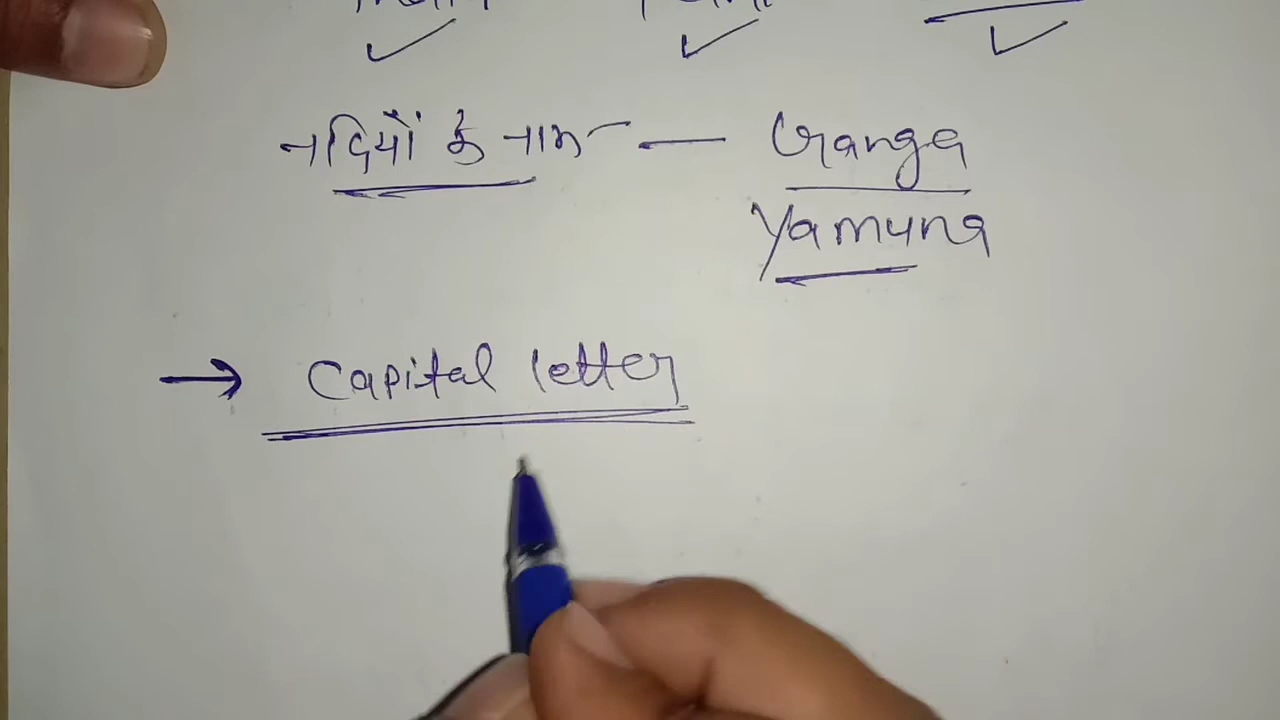 नदियों के नाम — Ganga
Yamuna
→ Capital letter